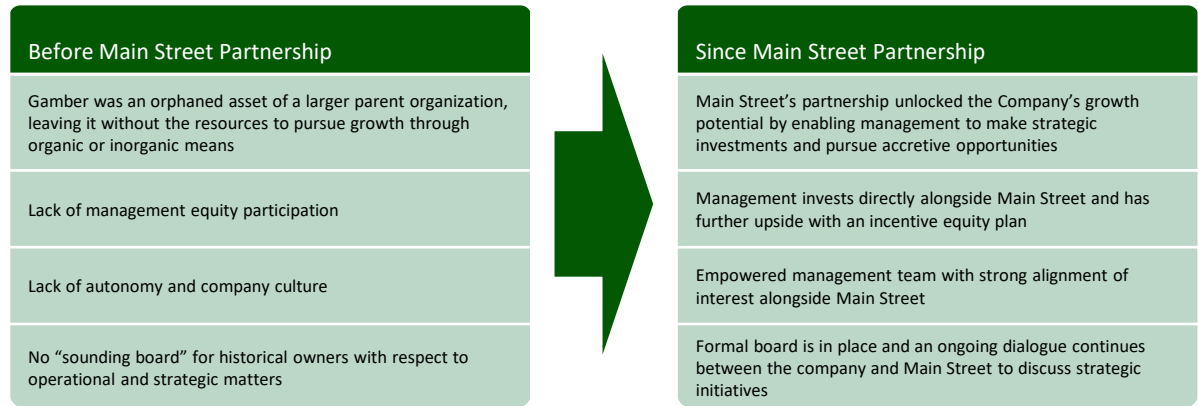 Before Main Street Partnership
Gamber was an orphaned asset of a larger parent organization,
leaving it without the resources to pursue growth through
organic or inorganic means
Lack of management equity participation
Lack of autonomy and company culture
No “sounding board” for historical owners with respect to
operational and strategic matters
Since Main Street Partnership
Main Street’s partnership unlocked the Company’s growth
potential by enabling management to make strategic
investments and pursue accretive opportunities
Management invests directly alongside Main Street and has
further upside with an incentive equity plan
Empowered management team with strong alignment of
interest alongside Main Street
Formal board is in place and an ongoing dialogue continues
between the company and Main Street to discuss strategic
initiatives